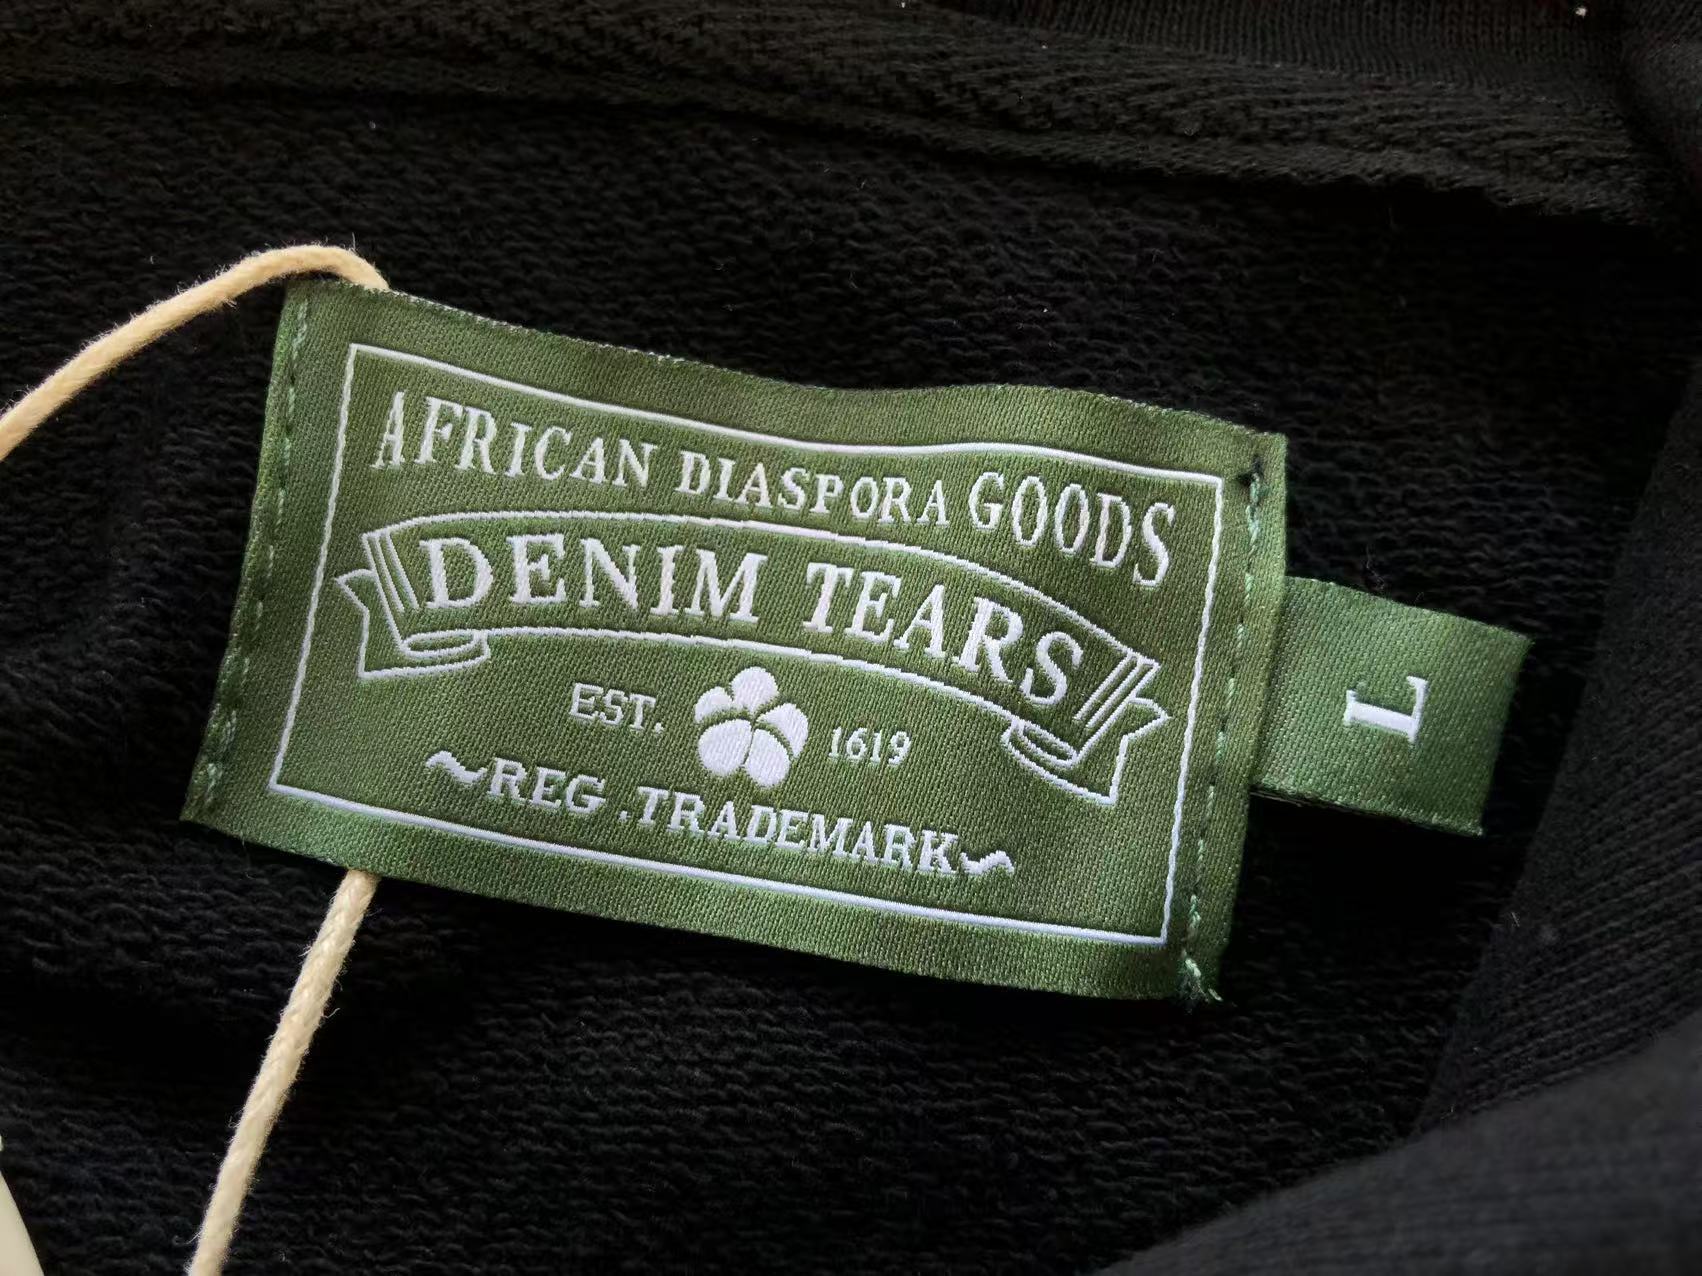 AFRICAN DIASPORA GOODS
DENIM TEARS
EST. 1619
~REG .TRADEMARK~
L